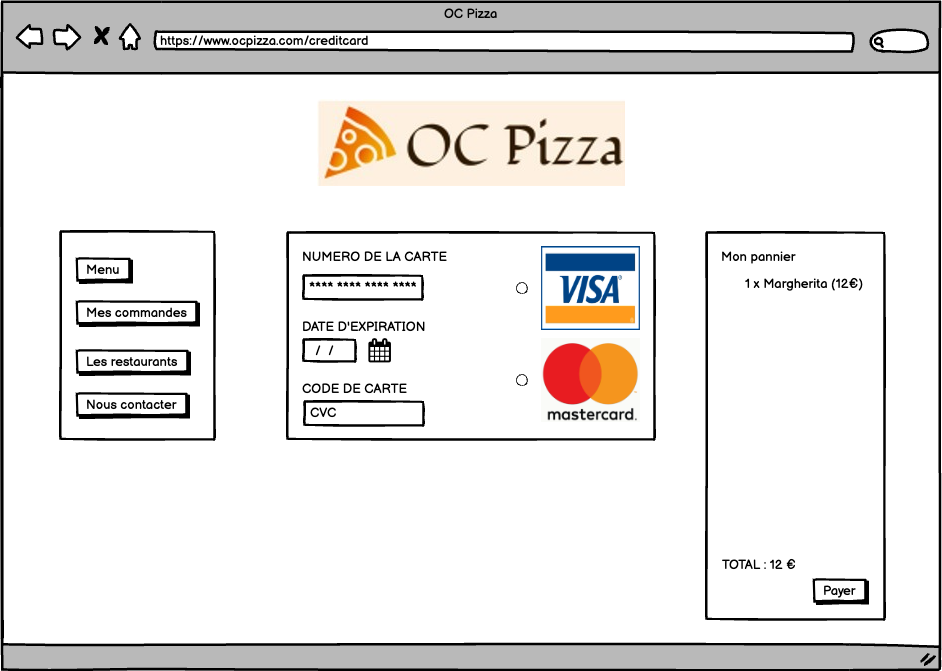 OC Pizza
https://www.ocpizza.com/creditcard
OC Pizza
Menu
Mes commandes
Les restaurants
Nous contacter
NUMERO DE LA CARTE
**** **** **** ****
DATE D'EXPIRATION
/ /
CODE DE CARTE
CVC
VISA
mastercard.
Mon pannier
1 x Margherita (12€)
TOTAL : 12 €
Payer